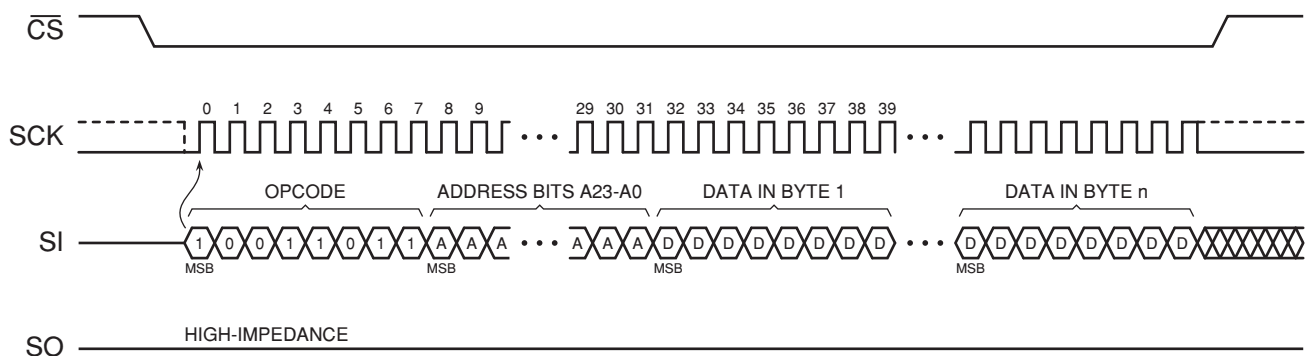 CS
0 1 2 3 4 5 6 7 8 9 29 30 31 32 33 34 35 36 37 38 39
SCK
OPCODE ADDRESS BITS A23-A0 DATA IN BYTE 1 DATA IN BYTE n
SI 1 0 0 1 1 0 1 1 A A A A A A D D D D D D D D D D D D D D D D
MSB MSB MSB MSB
HIGH-IMPEDANCE
SO